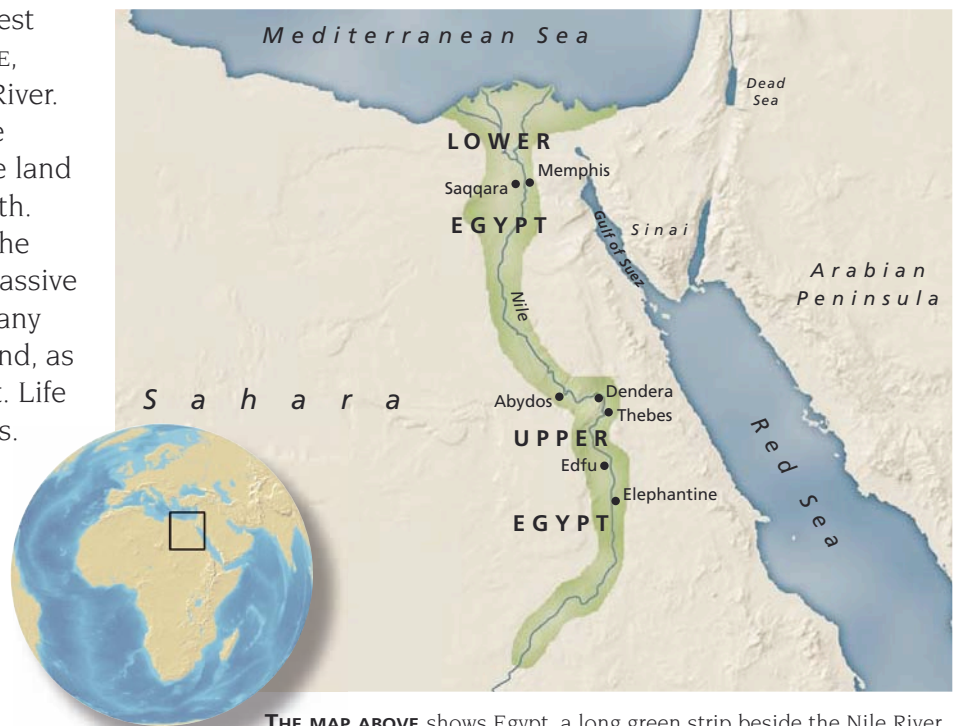 est
E,
River.
e
e land
th.
he
assive
any
nd, as
t. Life
s.
Mediterranean Sea
Dead
Sea
LOWER
Memphis
Saqqara
EGYPT
Gulf of Suez
Sinai
Arabian
Peninsula
Nile
Sahara
Abydos
Dendera
Thebes
UPPER
Edfu
Elephantine
EGYPT
Red Sea
THE MAP ABOVE shows Egypt, a long green strip beside the Nile River